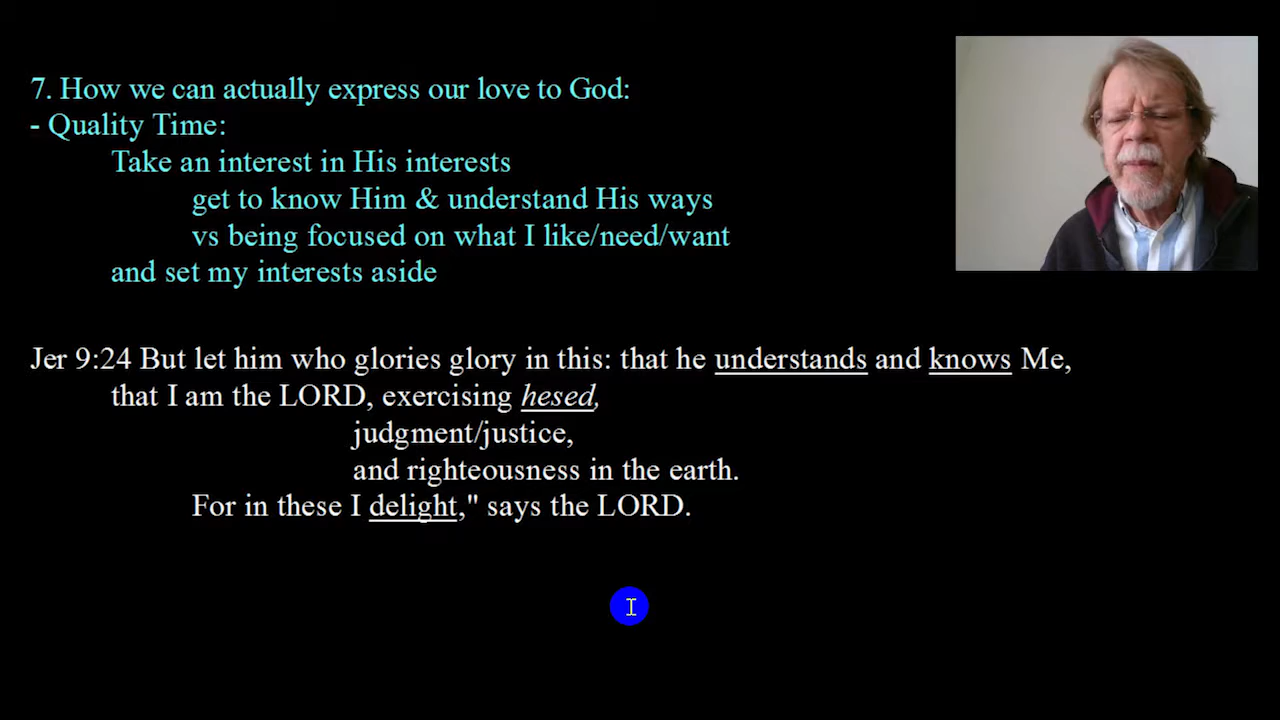 7. How we can actually express our love to God:
- Quality Time:
Take an interest in His interests
get to know Him & understand His ways
vs being focused on what I like/need/want
and set my interests aside
Jer 9:24 But let him who glories glory in this: that he understands and knows Me,
that I am the LORD, exercising hesed,
judgment/justice,
and righteousness in the earth.
For in these I delight," says the LORD.